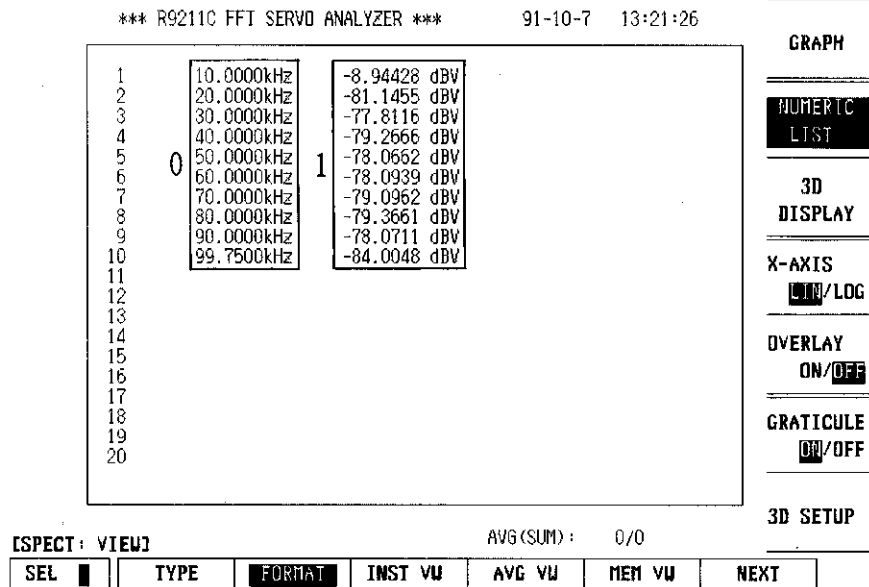 *** R9211C FFT SERVO ANALYZER *** 91-10-7 13:21:26
1 10.0000kHz -8.94428 dBV
2 20.0000kHz -81.1455 dBV
3 30.0000kHz -77.8116 dBV
4 40.0000kHz -79.2666 dBV
5 50.0000kHz -78.0662 dBV
0 1
6 60.0000kHz -78.0939 dBV
7 70.0000kHz -79.0962 dBV
8 80.0000kHz -79.3661 dBV
9 90.0000kHz -78.0711 dBV
10 99.7500kHz -84.0048 dBV
11
12
13
14
15
16
17
18
19
20
GRAPH
NUMERIC
LIST
3D
DISPLAY
X-AXIS
LIN/LOG
OVERLAY
ON/OFF
GRATICULE
ON/OFF
3D SETUP
[SPECT: VIEW] AVG(SUM): 0/0
SEL TYPE FORMAT INST VW AVG VW MEM VW NEXT